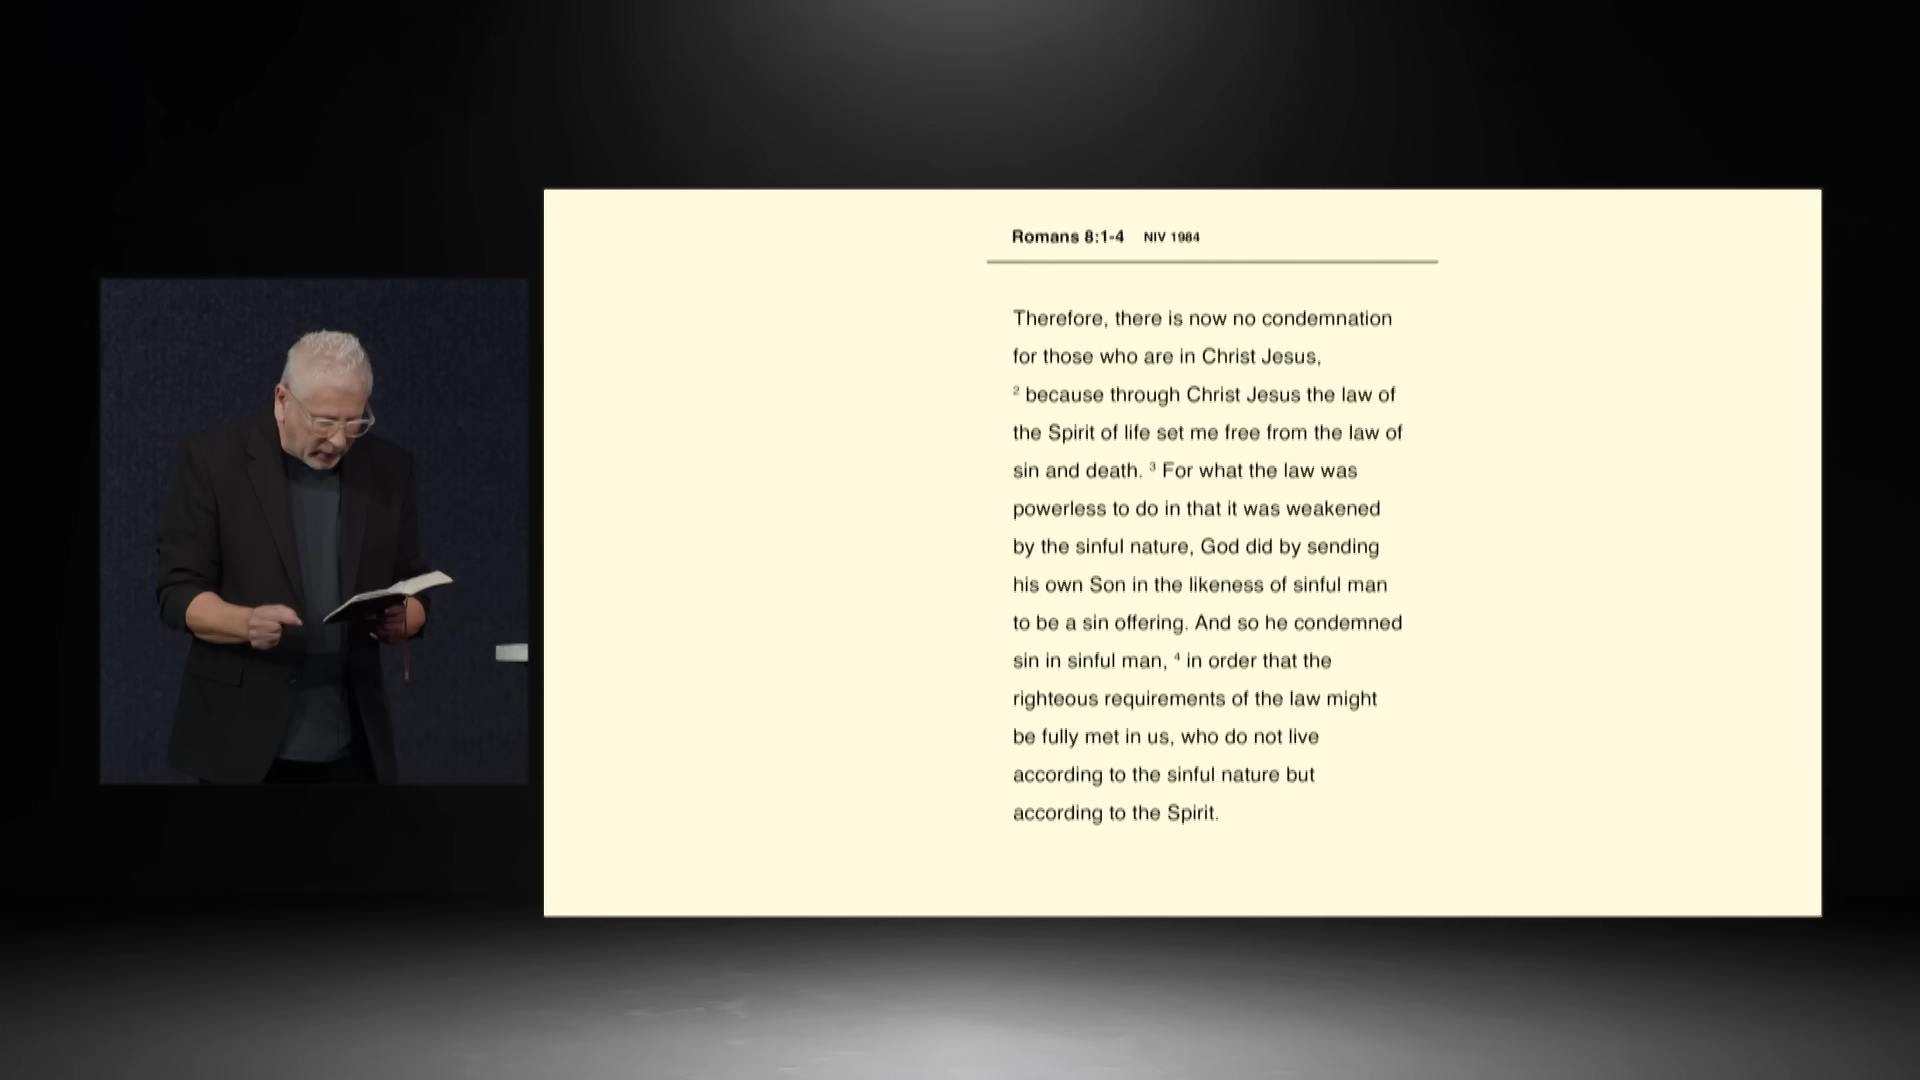 Romans 8:1-4 NIV 1984
Therefore, there is now no condemnation
for those who are in Christ Jesus,
² because through Christ Jesus the law of
the Spirit of life set me free from the law of
sin and death. ³ For what the law was
powerless to do in that it was weakened
by the sinful nature, God did by sending
his own Son in the likeness of sinful man
to be a sin offering. And so he condemned
sin in sinful man, ⁴ in order that the
righteous requirements of the law might
be fully met in us, who do not live
according to the sinful nature but
according to the Spirit.